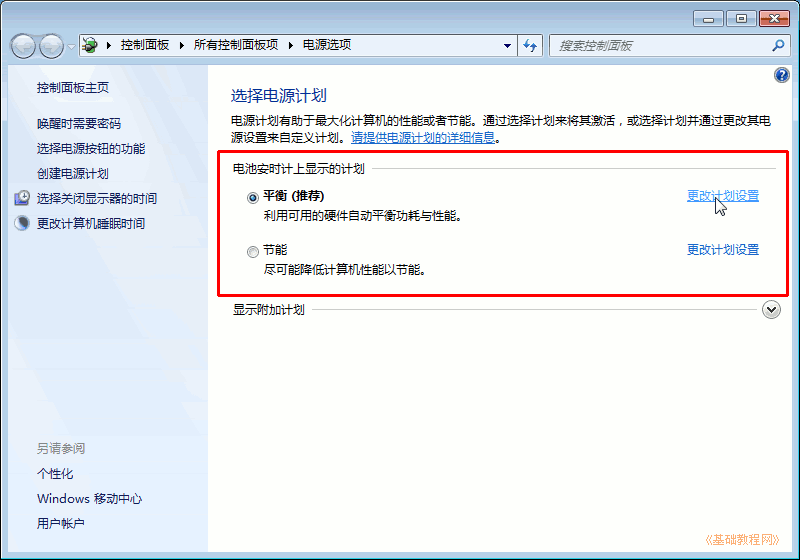 控制面板 所有控制面板项 电源选项
搜索控制面板
控制面板主页
唤醒时需要密码
选择电源按钮的功能
创建电源计划
选择关闭显示器的时间
更改计算机睡眠时间
另请参阅
个性化
Windows 移动中心
用户帐户
选择电源计划
电源计划有助于最大化计算机的性能或者节能。通过选择计划来将其激活，或选择计划并通过更改其电
源设置来自定义计划。请提供电源计划的详细信息。
电池安时计上显示的计划
平衡 (推荐) 更改计划设置
利用可用的硬件自动平衡功耗与性能。
节能 更改计划设置
尽可能降低计算机性能以节能。
显示附加计划
《基础教程网》